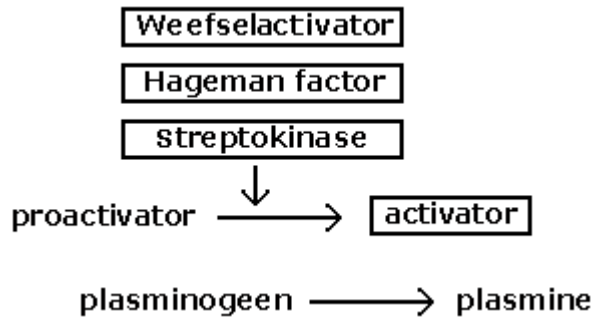 Weefselactivator
Hageman factor
Streptokinase
proactivator activator
plasminogeen plasmine